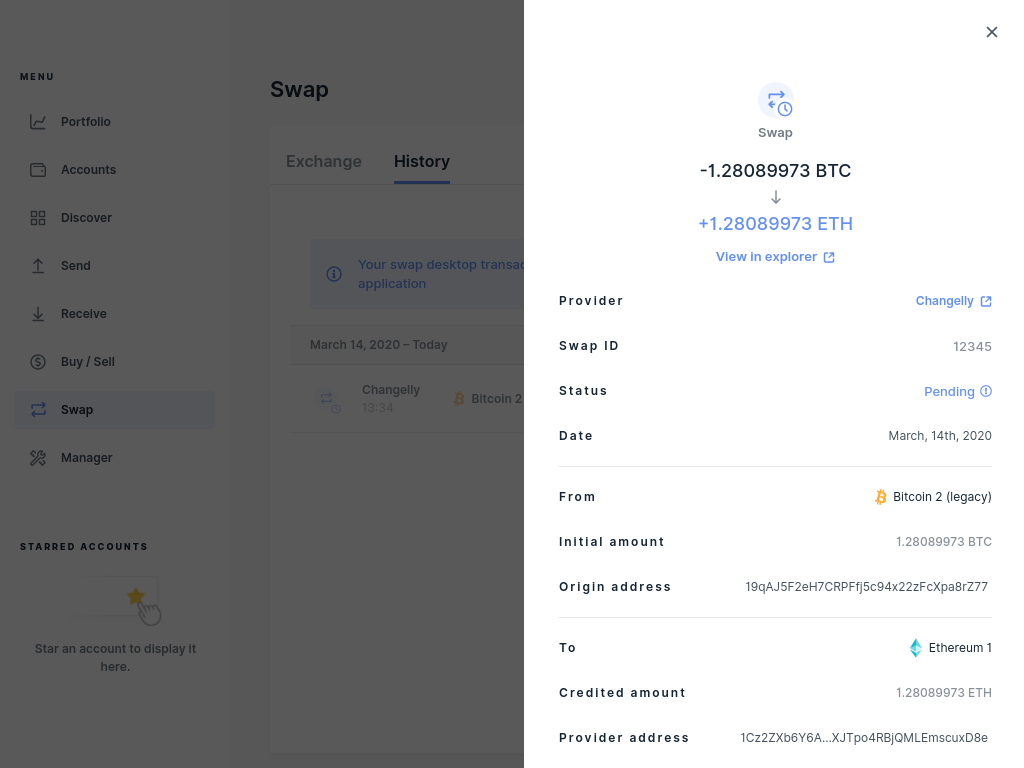 MENU
Portfolio
Accounts
Discover
Send
Receive
Buy / Sell
Swap
Manager
STARRED ACCOUNTS
Star an account to display it
here.
Swap
Exchange
History
Your swap desktop transac
application
March 14, 2020 – Today
Changelly
13:34
Bitcoin 2
Swap
-1.28089973 BTC
+1.28089973 ETH
View in explorer
Provider
Changelly
Swap ID
12345
Status
Pending
Date
March, 14th, 2020
From
Bitcoin 2 (legacy)
Initial amount
1.28089973 BTC
Origin address
19qAJ5F2eH7CRPFfj5c94x22zFcXpa8rZ77
To
Ethereum 1
Credited amount
1.28089973 ETH
Provider address
1Cz2ZXb6Y6A...XJTpo4RBjQMLEmscuxD8e